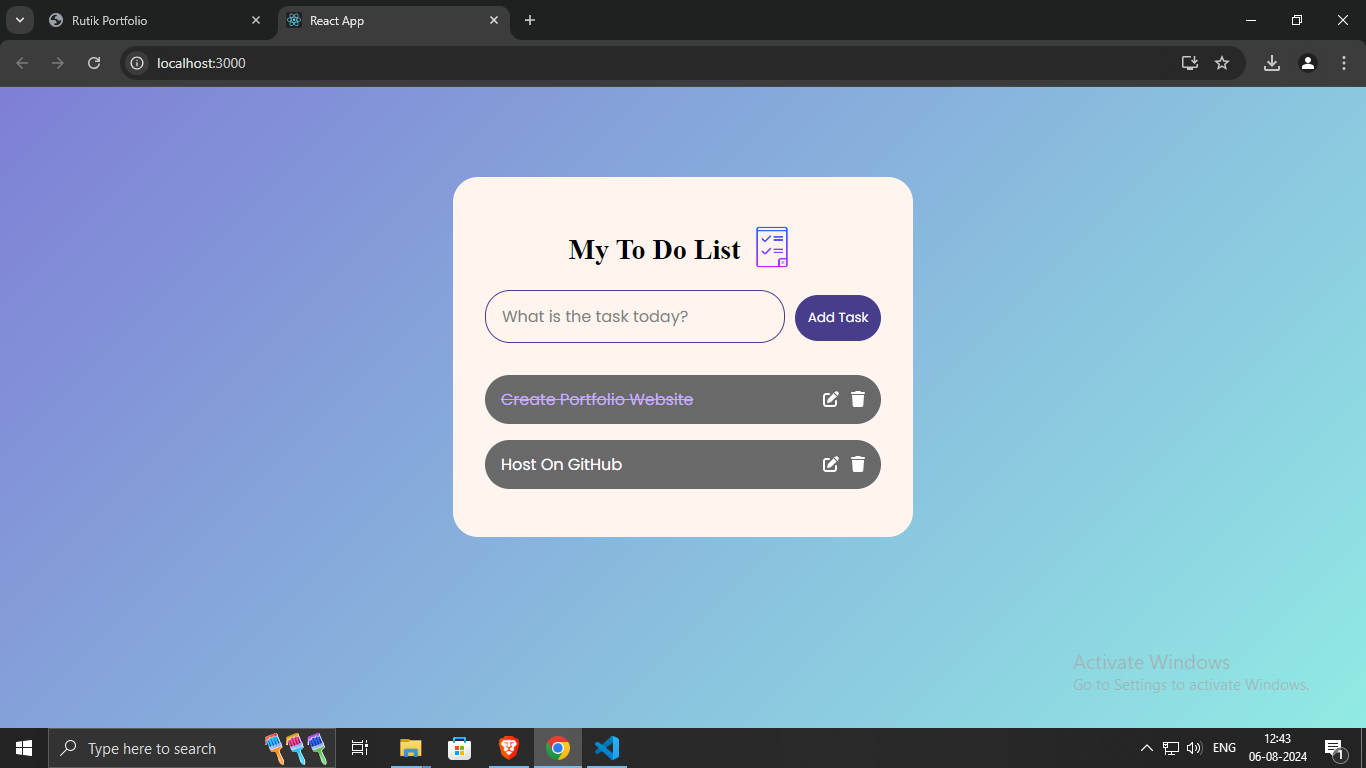 Rutik Portfolio
React App
localhost:3000
My To Do List
What is the task today?
Add Task
Create Portfolio Website
Host On GitHub
Activate Windows
Go to Settings to activate Windows.
Type here to search
ENG
12:43
06-08-2024
1